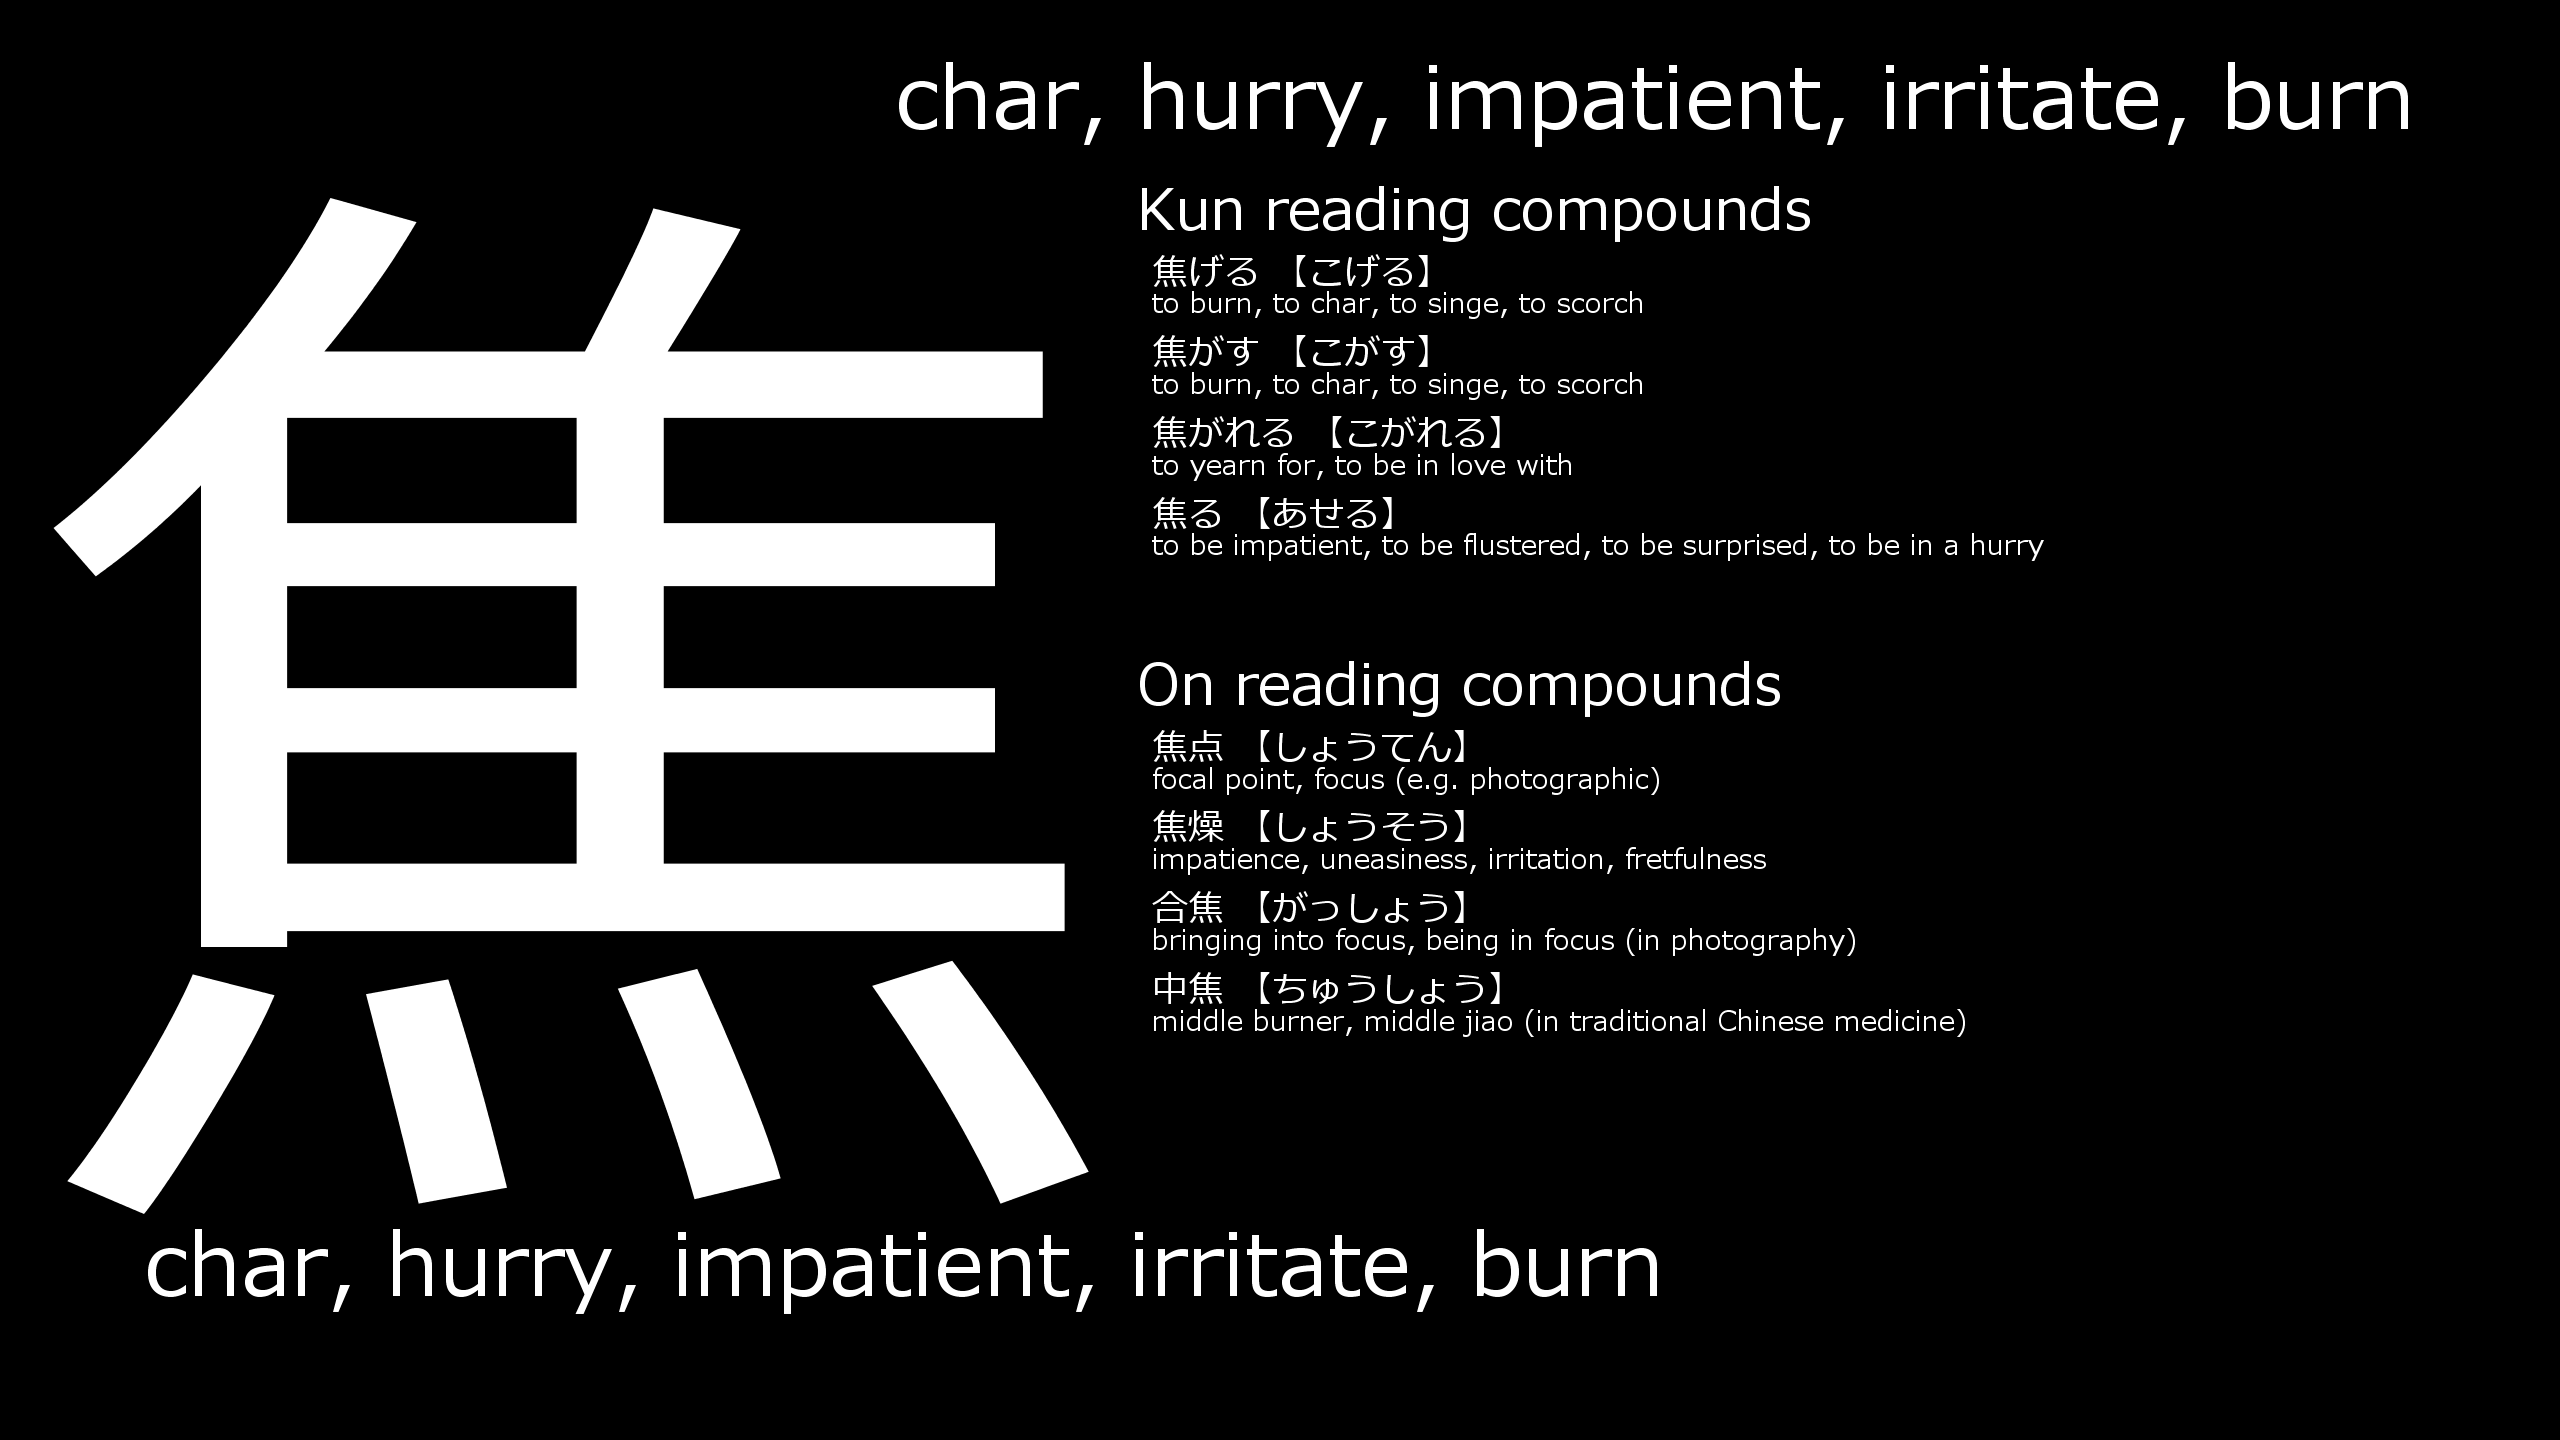 char, hurry, impatient, irritate, burn
焦
Kun reading compounds
焦げる 【こげる】
to burn, to char, to singe, to scorch
焦がす 【こがす】
to burn, to char, to singe, to scorch
焦がれる 【こがれる】
to yearn for, to be in love with
焦る 【あせる】
to be impatient, to be flustered, to be surprised, to be in a hurry
On reading compounds
焦点 【しょうてん】
focal point, focus (e.g. photographic)
焦燥 【しょうそう】
impatience, uneasiness, irritation, fretfulness
合焦 【がっしょう】
bringing into focus, being in focus (in photography)
中焦 【ちゅうしょう】
middle burner, middle jiao (in traditional Chinese medicine)
char, hurry, impatient, irritate, burn